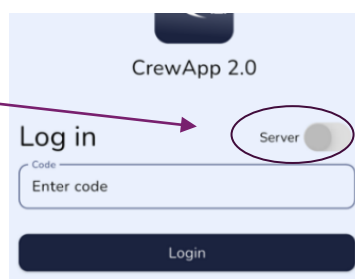 CrewApp 2.0
Log in
Server
Code
Enter code
Login